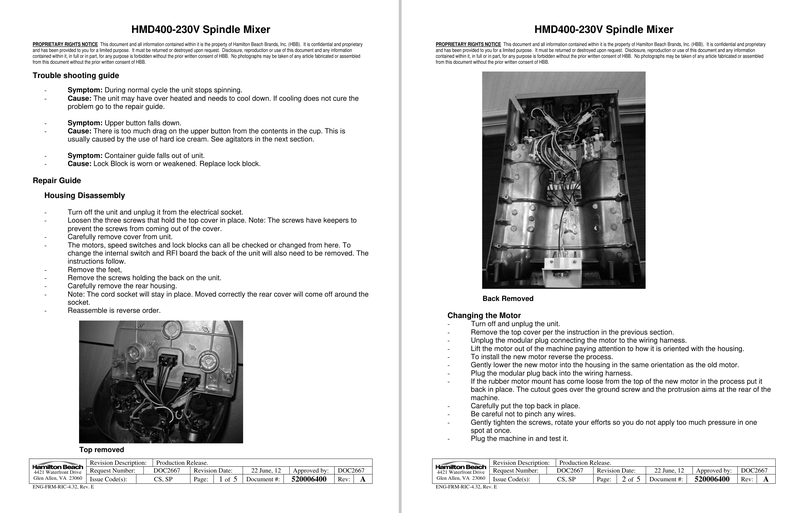 HMD400-230V Spindle Mixer
PROPRIETARY RIGHTS NOTICE This document and all information contained within it is the property of Hamilton Beach Brands, Inc. (HBB). It is confidential and proprietary
and has been provided to you for a limited purpose. It must be returned or destroyed upon request. Disclosure, reproduction or use of this document and any information
contained within it, in full or in part, for any purpose is forbidden without the prior written consent of HBB. No photographs may be taken of any article fabricated or assembled
from this document without the prior written consent of HBB.
Trouble shooting guide
- Symptom: During normal cycle the unit stops spinning.
- Cause: The unit may have over heated and needs to cool down. If cooling does not cure the
problem go to the repair guide.
- Symptom: Upper button falls down.
- Cause: There is too much drag on the upper button from the contents in the cup. This is
usually caused by the use of hard ice cream. See agitators in the next section.
- Symptom: Container guide falls out of unit.
- Cause: Lock Block is worn or weakened. Replace lock block.
Repair Guide
Housing Disassembly
- Turn off the unit and unplug it from the electrical socket.
- Loosen the three screws that hold the top cover in place. Note: The screws have keepers to
prevent the screws from coming out of the cover.
- Carefully remove cover from unit.
- The motors, speed switches and lock blocks can all be checked or changed from here. To
change the internal switch and RFI board the back of the unit will also need to be removed. The
instructions follow.
- Remove the feet,
- Remove the screws holding the back on the unit.
- Carefully remove the rear housing.
- Note: The cord socket will stay in place. Moved correctly the rear cover will come off around the
socket.
- Reassemble is reverse order.
Top removed
Hamilton Beach
4421 Waterfront Drive
Glen Allen, VA 23060
Revision Description: Production Release.
Request Number: DOC2667 Revision Date: 22 June, 12 Approved by: DOC2667
Issue Code(s): CS, SP Page: 1 of 5 Document #: 520006400 Rev: A
ENG-FRM-RIC-4.32, Rev. E
HMD400-230V Spindle Mixer
PROPRIETARY RIGHTS NOTICE This document and all information contained within it is the property of Hamilton Beach Brands, Inc. (HBB). It is confidential and proprietary
and has been provided to you for a limited purpose. It must be returned or destroyed upon request. Disclosure, reproduction or use of this document and any information
contained within it, in full or in part, for any purpose is forbidden without the prior written consent of HBB. No photographs may be taken of any article fabricated or assembled
from this document without the prior written consent of HBB.
Back Removed
Changing the Motor
- Turn off and unplug the unit.
- Remove the top cover per the instruction in the previous section.
- Unplug the modular plug connecting the motor to the wiring harness.
- Lift the motor out of the machine paying attention to how it is oriented with the housing.
- To install the new motor reverse the process.
- Gently lower the new motor into the housing in the same orientation as the old motor.
- Plug the modular plug back into the wiring harness.
- If the rubber motor mount has come loose from the top of the new motor in the process put it
back in place. The cutout goes over the ground screw and the protrusion aims at the rear of the
machine.
- Carefully put the top back in place.
- Be careful not to pinch any wires.
- Gently tighten the screws, rotate your efforts so you do not apply too much pressure in one
spot at once.
- Plug the machine in and test it.
Hamilton Beach
4421 Waterfront Drive
Glen Allen, VA 23060
Revision Description: Production Release.
Request Number: DOC2667 Revision Date: 22 June, 12 Approved by: DOC2667
Issue Code(s): CS, SP Page: 2 of 5 Document #: 520006400 Rev: A
ENG-FRM-RIC-4.32, Rev. E